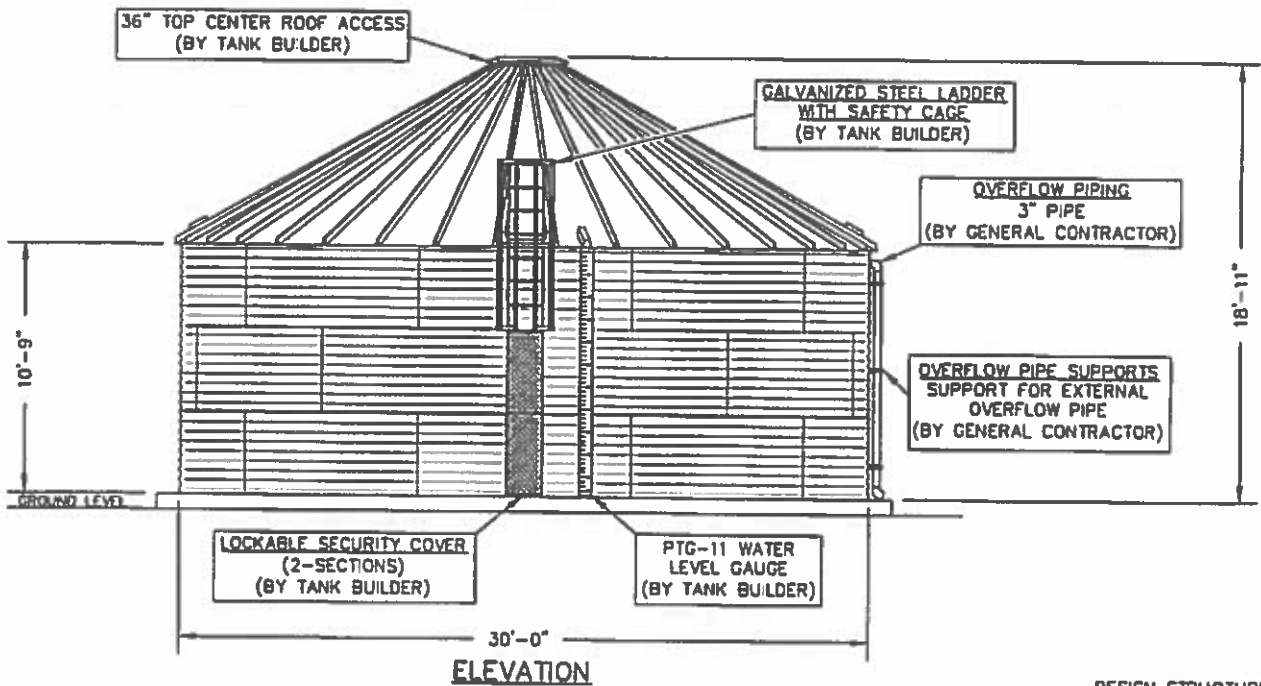 36" TOP CENTER ROOF ACCESS
(BY TANK BUILDER)
GALVANIZED STEEL LADDER
WITH SAFETY CAGE
(BY TANK BUILDER)
OVERFLOW PIPING
3" PIPE
(BY GENERAL CONTRACTOR)
18'-11"
10'-9"
OVERFLOW PIPE SUPPORTS
SUPPORT FOR EXTERNAL
OVERFLOW PIPE
(BY GENERAL CONTRACTOR)
GROUND LEVEL
LOCKABLE SECURITY COVER
(2-SECTIONS)
(BY TANK BUILDER)
PTG-11 WATER
LEVEL GAUGE
(BY TANK BUILDER)
30'-0"
ELEVATION